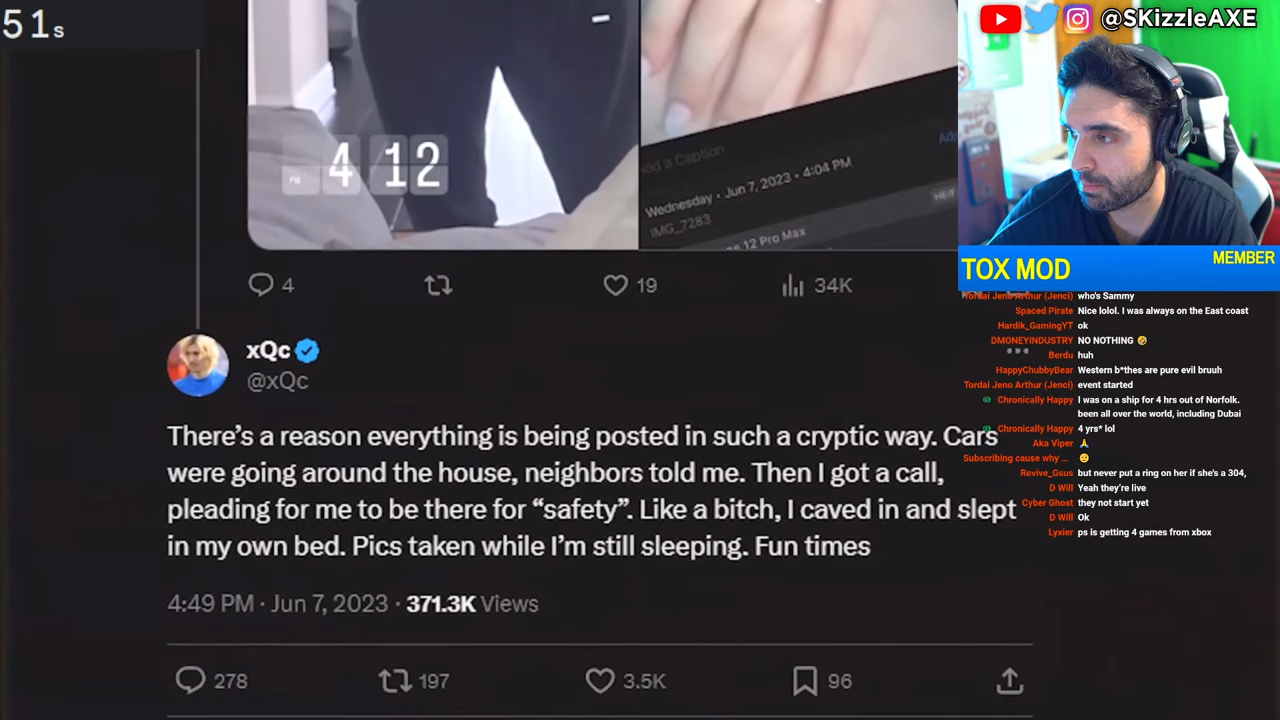 51s
@SKizzleAXE
PM 4 12
Add a Caption
Wednesday · Jun 7, 2023 · 4:04 PM
IMG_7283
HEIF
12 Pro Max
4
19
34K
xQc
@xQc
There's a reason everything is being posted in such a cryptic way. Cars
were going around the house, neighbors told me. Then I got a call,
pleading for me to be there for “safety”. Like a bitch, I caved in and slept
in my own bed. Pics taken while I'm still sleeping. Fun times
4:49 PM · Jun 7, 2023 · 371.3K Views
278
197
3.5K
96
TOX MOD
MEMBER
Tordai Jeno Arthur (Jenci) who's Sammy
Spaced Pirate Nice lolol. I was always on the East coast
Hardik_GamingYT ok
DMONEYINDUSTRY NO NOTHING 🤣
Berdu huh
HappyChubbyBear Western b*thes are pure evil bruuh
Tordai Jeno Arthur (Jenci) event started
Chronically Happy I was on a ship for 4 hrs out of Norfolk.
been all over the world, including Dubai
Chronically Happy 4 yrs* lol
Aka Viper 🙏
Subscribing cause why ...
Revive_Gsus but never put a ring on her if she's a 304,
D Will Yeah they're live
Cyber Ghost they not start yet
D Will Ok
Lyxier ps is getting 4 games from xbox